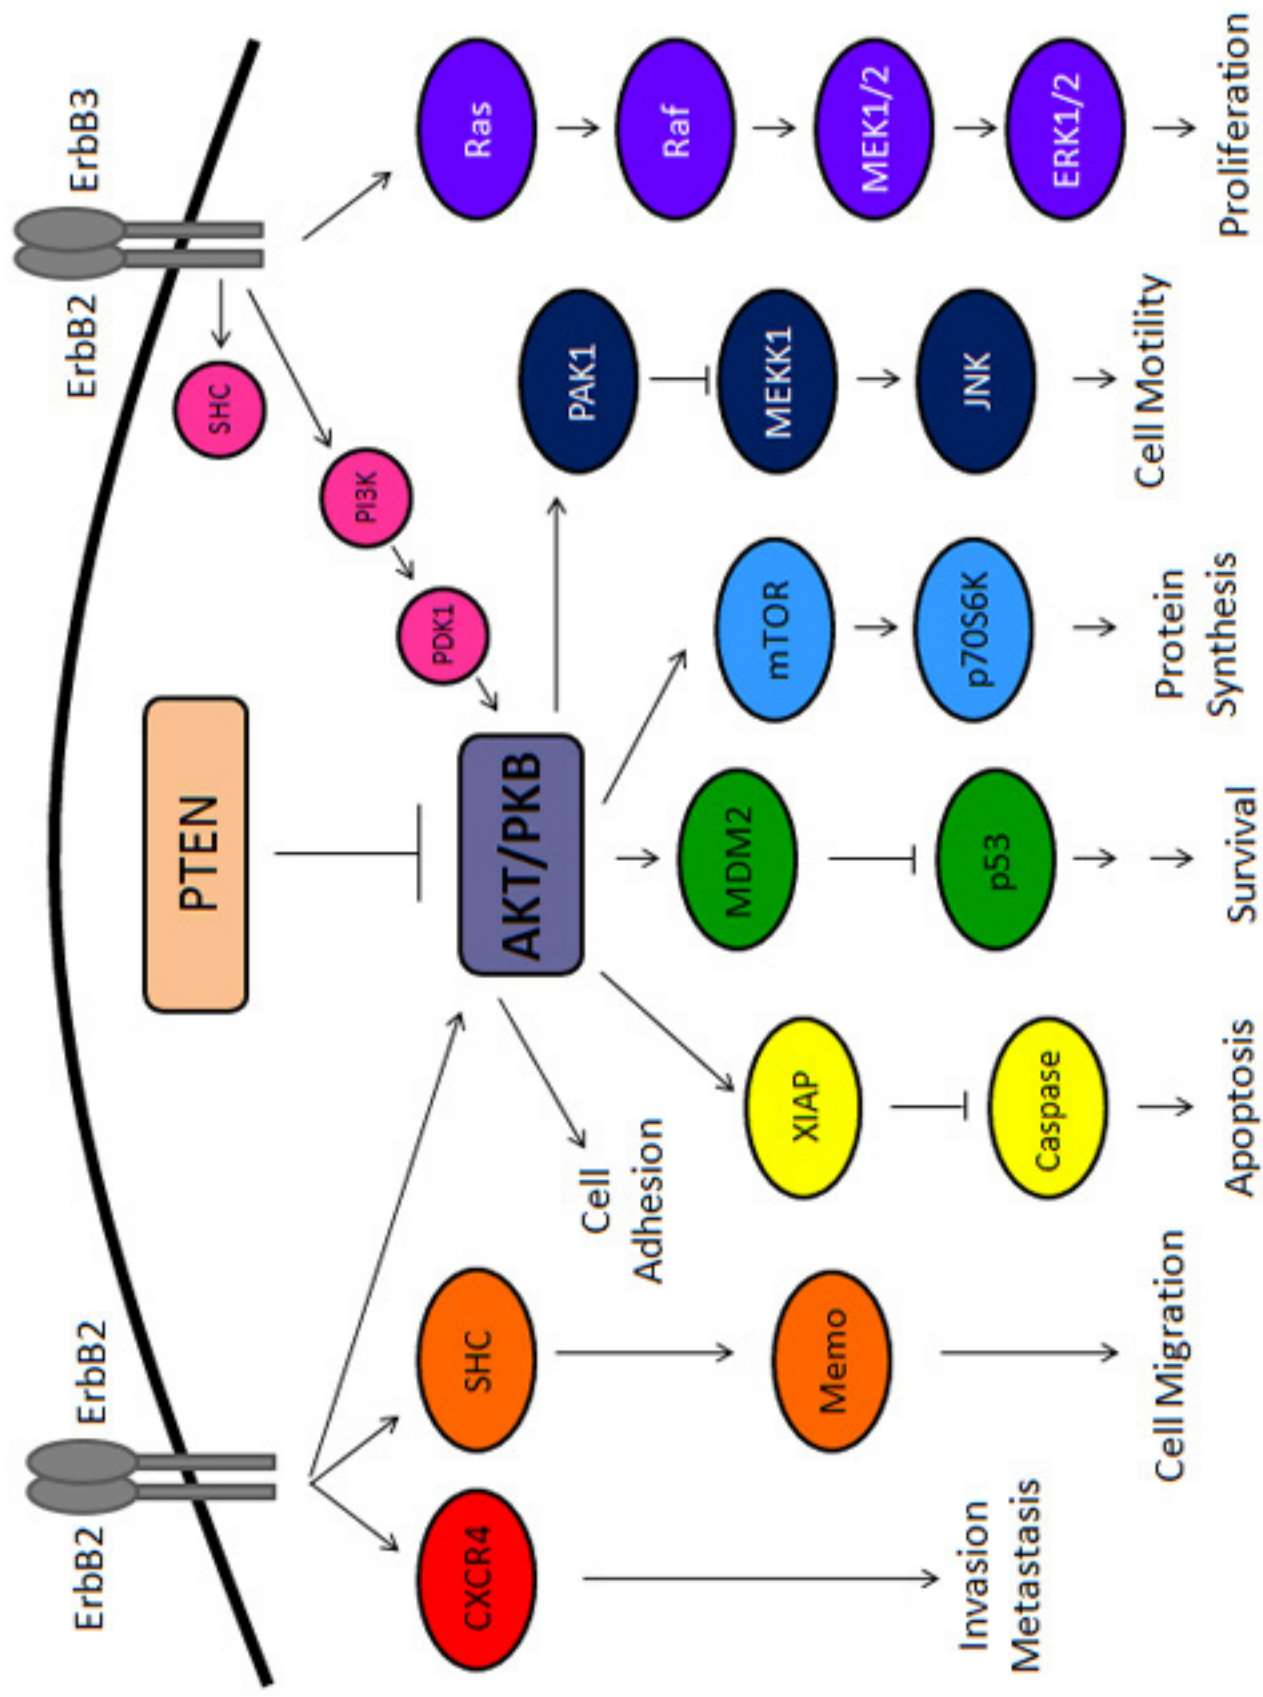 ErbB2
ErbB2
ErbB2
ErbB3
PTEN
SHC
PI3K
PDK1
AKT/PKB
CXCR4
SHC
Memo
Cell
Adhesion
XIAP
Caspase
MDM2
p53
mTOR
p70S6K
PAK1
MEKK1
JNK
Ras
Raf
MEK1/2
ERK1/2
Invasion
Metastasis
Cell Migration
Apoptosis
Survival
Protein
Synthesis
Cell Motility
Proliferation